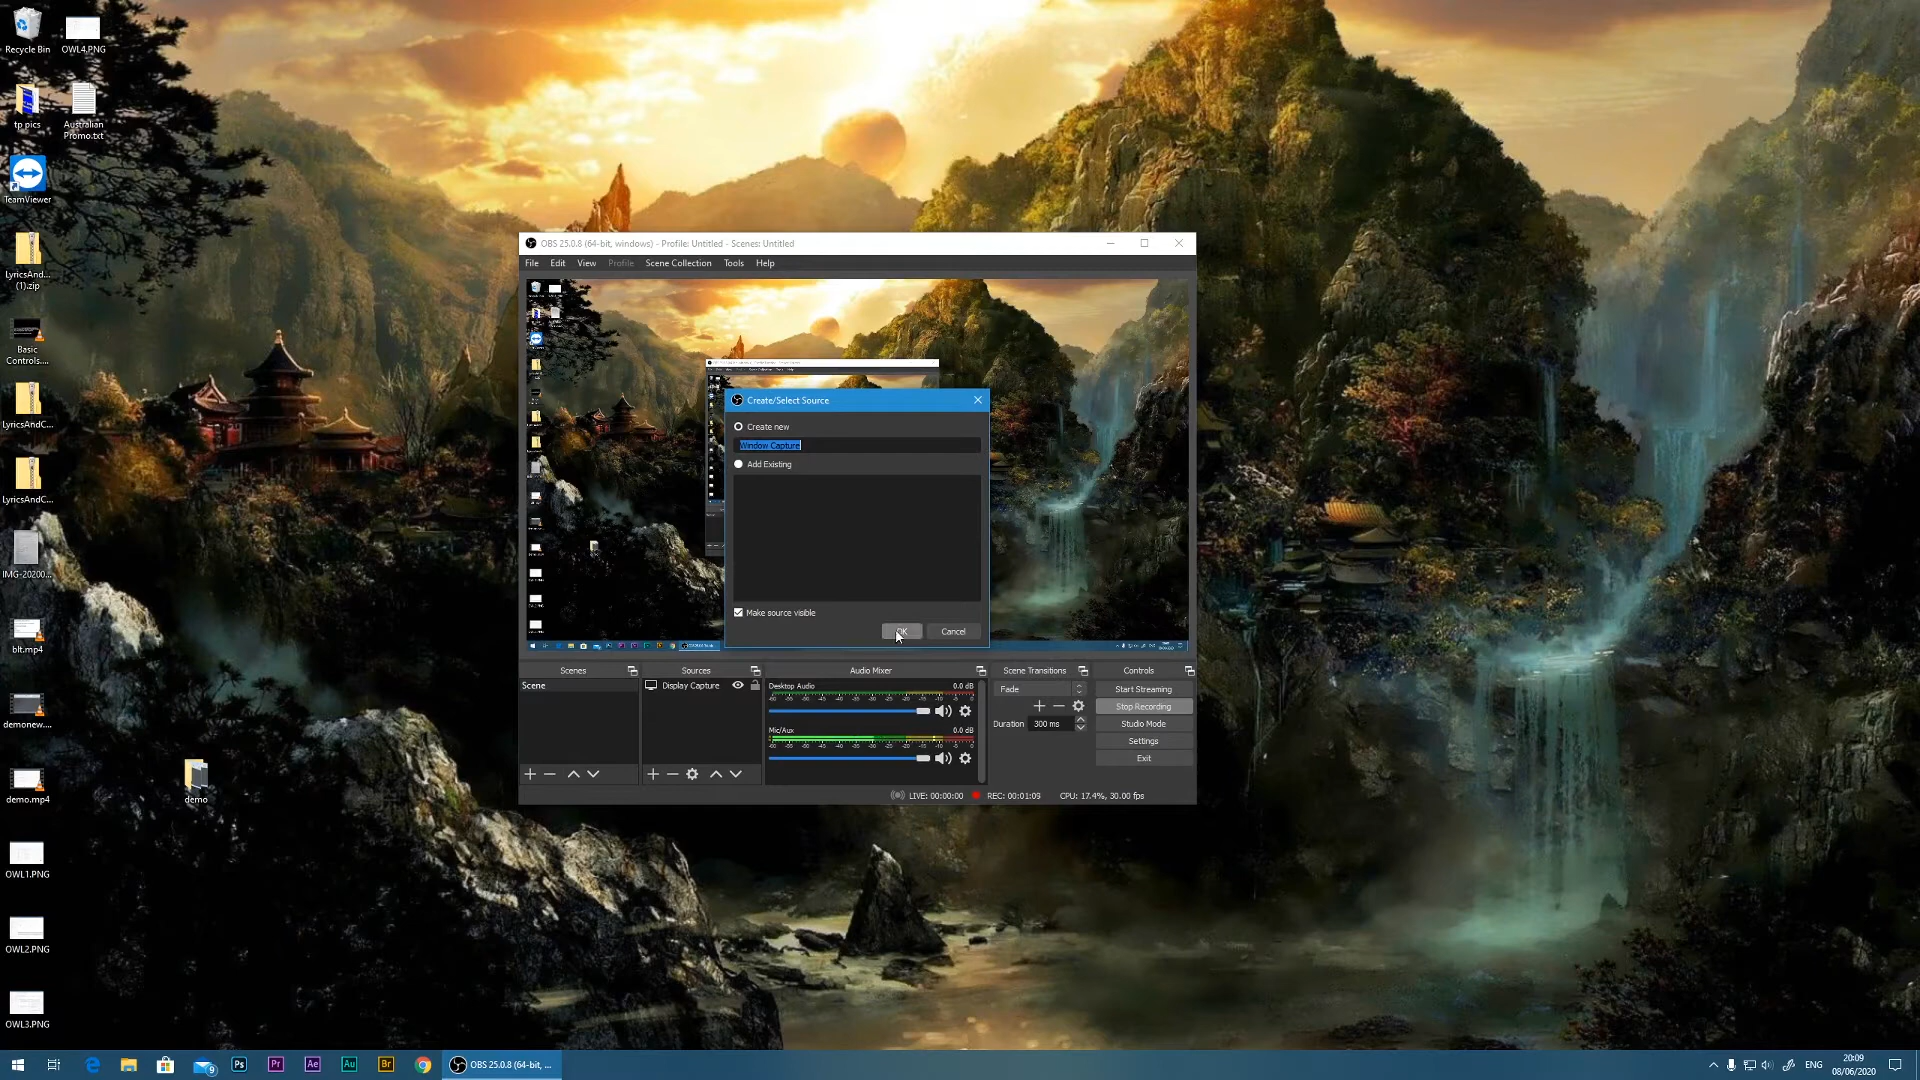 Recycle Bin
OWL4.PNG
tp pics
Australian
Promo.txt
TeamViewer
LyricsAnd...
(1).zip
Basic
Controls....
LyricsAndC...
LyricsAndC...
IMG-20200...
blt.mp4
demonew....
demo.mp4
demo
OWL1.PNG
OWL2.PNG
OWL3.PNG
OBS 25.0.8 (64-bit, windows) - Profile: Untitled - Scenes: Untitled
File Edit View Profile Scene Collection Tools Help
Create/Select Source
Create new
Window Capture
Add Existing
Make source visible
OK Cancel
Scenes Sources Audio Mixer Scene Transitions Controls
Scene
Display Capture
Desktop Audio 0.0 dB
Mic/Aux 0.0 dB
Fade
Duration 300 ms
Start Streaming
Stop Recording
Studio Mode
Settings
Exit
LIVE: 00:00:00 REC: 00:01:09 CPU: 17.4%, 30.00 fps
9 Ps Pr Ae Au Br OBS 25.0.8 (64-bit, ...
ENG
20:09
08/06/2020